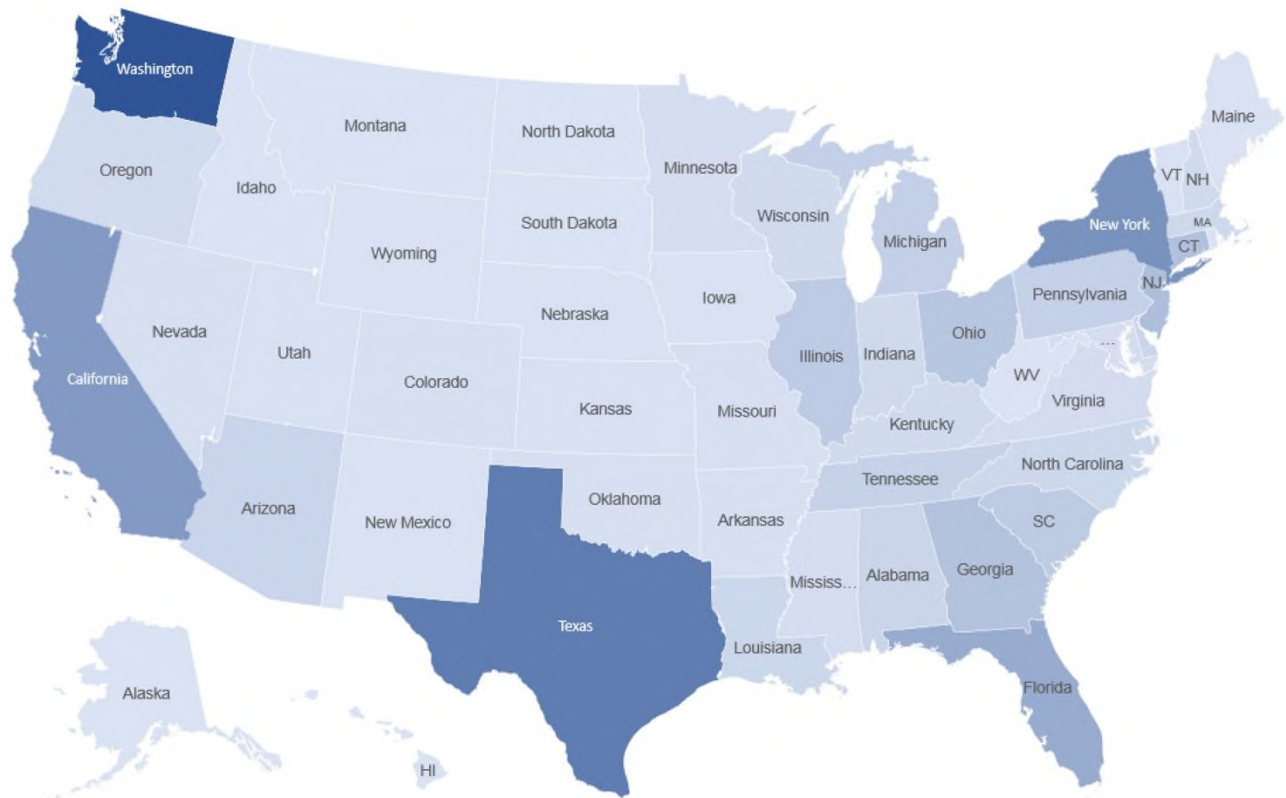 Washington
Montana
North Dakota
Minnesota
Maine
Oregon
Idaho
VT
NH
South Dakota
Wisconsin
New York
MA
Wyoming
Michigan
CT
Iowa
Pennsylvania
NJ
Nebraska
Nevada
Ohio
...
Utah
Illinois
Indiana
California
Colorado
WV
Kansas
Missouri
Virginia
Kentucky
North Carolina
Tennessee
Arizona
Oklahoma
New Mexico
Arkansas
SC
Georgia
Mississ...
Alabama
Texas
Louisiana
Alaska
Florida
HI